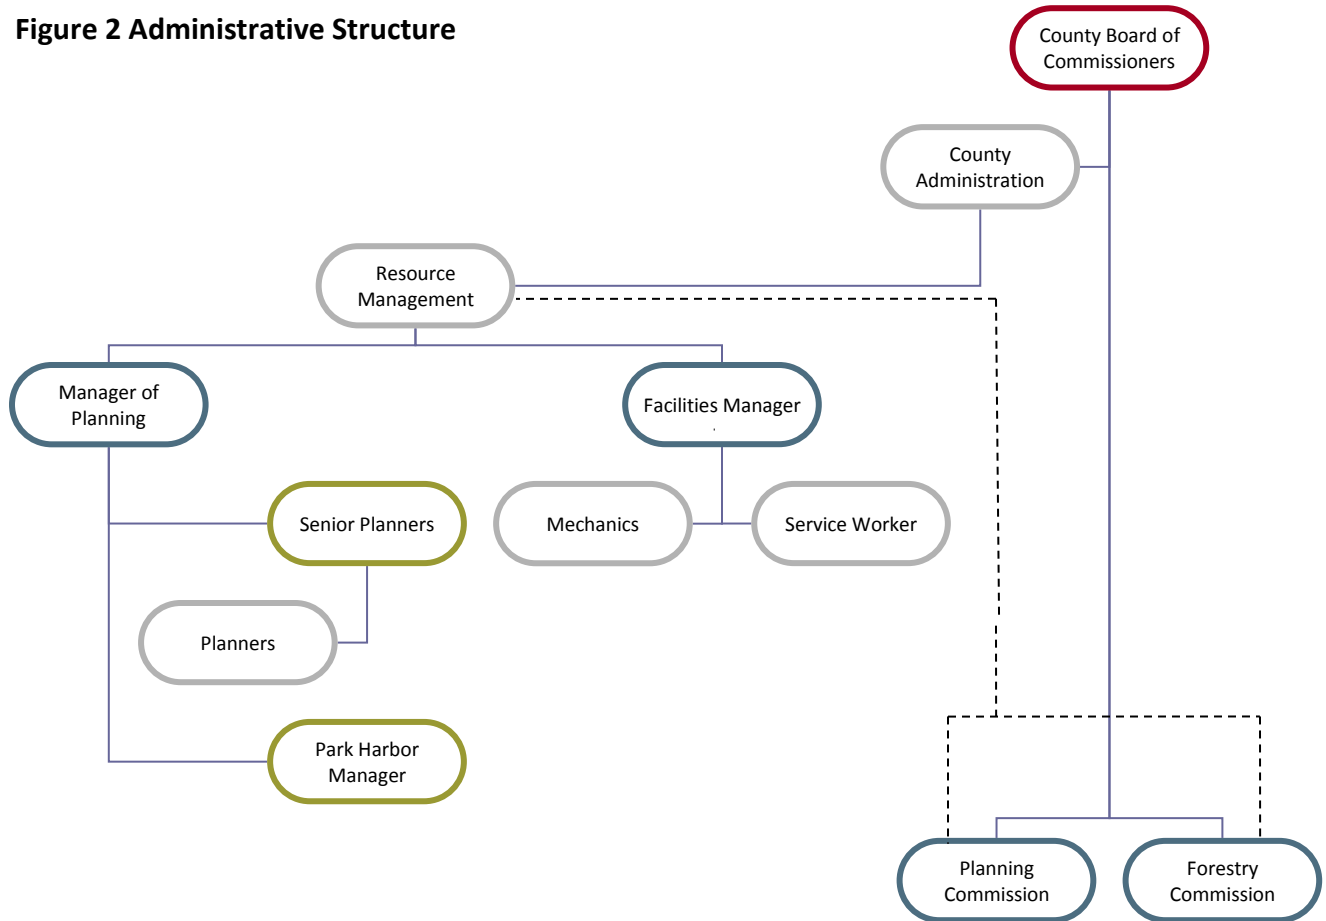 Figure 2 Administrative Structure
County Board of
Commissioners
County
Administration
Resource
Management
Manager of
Planning
Facilities Manager
.
Senior Planners
Mechanics
Service Worker
Planners
Park Harbor
Manager
Planning
Commission
Forestry
Commission